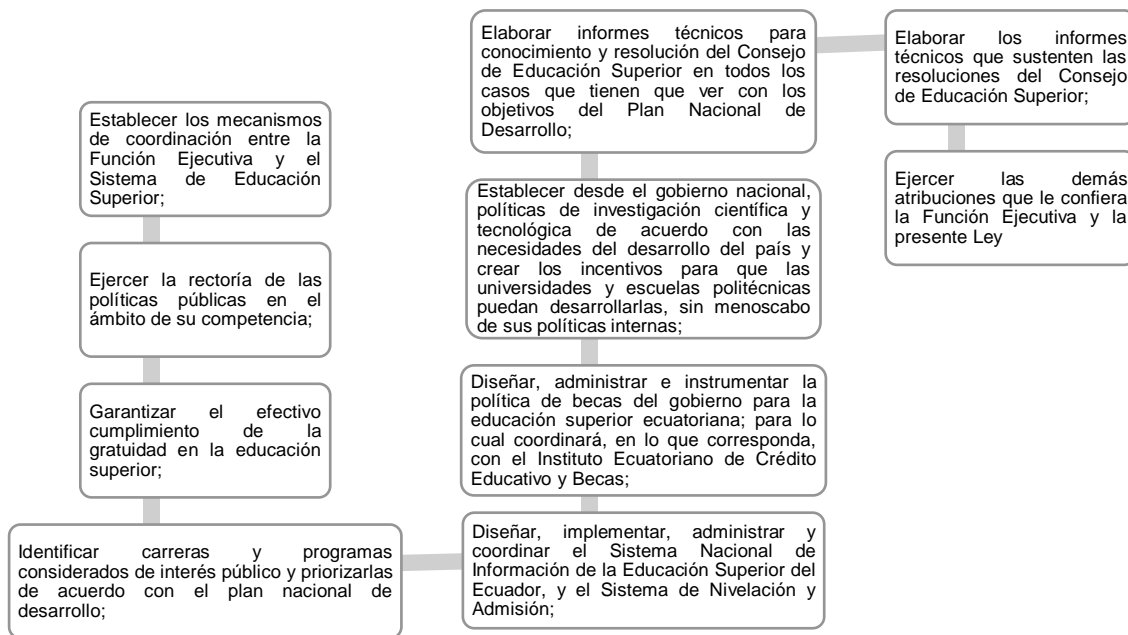 Establecer los mecanismos
de coordinación entre la
Función Ejecutiva y el
Sistema de Educación
Superior;
Ejercer la rectoría de las
políticas públicas en el
ámbito de su competencia;
Garantizar el efectivo
cumplimiento de la
gratuidad en la educación
superior;
Identificar carreras y programas
considerados de interés público y priorizarlas
de acuerdo con el plan nacional de
desarrollo;
Diseñar, implementar, administrar y
coordinar el Sistema Nacional de
Información de la Educación Superior del
Ecuador, y el Sistema de Nivelación y
Admisión;
Diseñar, administrar e instrumentar la
política de becas del gobierno para la
educación superior ecuatoriana; para lo
cual coordinará, en lo que corresponda,
con el Instituto Ecuatoriano de Crédito
Educativo y Becas;
Establecer desde el gobierno nacional,
políticas de investigación científica y
tecnológica de acuerdo con las
necesidades del desarrollo del país y
crear los incentivos para que las
universidades y escuelas politécnicas
puedan desarrollarlas, sin menoscabo
de sus políticas internas;
Elaborar informes técnicos para
conocimiento y resolución del Consejo
de Educación Superior en todos los
casos que tienen que ver con los
objetivos del Plan Nacional de
Desarrollo;
Elaborar los informes
técnicos que sustenten las
resoluciones del Consejo
de Educación Superior;
Ejercer las demás
atribuciones que le confiera
la Función Ejecutiva y la
presente Ley